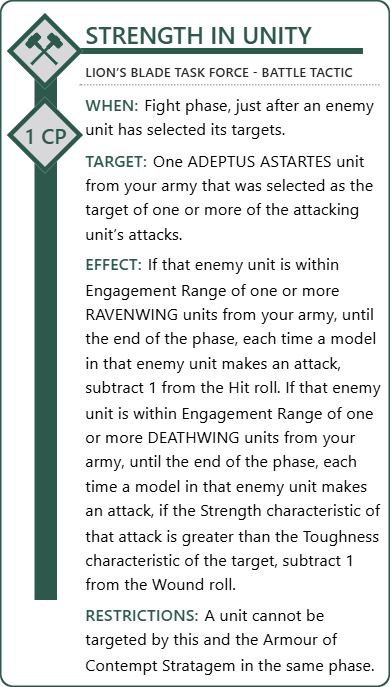 STRENGTH IN UNITY
LION’S BLADE TASK FORCE - BATTLE TACTIC
WHEN: Fight phase, just after an enemy
unit has selected its targets.
1 CP
TARGET: One ADEPTUS ASTARTES unit
from your army that was selected as the
target of one or more of the attacking
unit’s attacks.
EFFECT: If that enemy unit is within
Engagement Range of one or more
RAVENWING units from your army, until
the end of the phase, each time a model
in that enemy unit makes an attack,
subtract 1 from the Hit roll. If that enemy
unit is within Engagement Range of one
or more DEATHWING units from your
army, until the end of the phase, each
time a model in that enemy unit makes
an attack, if the Strength characteristic of
that attack is greater than the Toughness
characteristic of the target, subtract 1
from the Wound roll.
RESTRICTIONS: A unit cannot be
targeted by this and the Armour of
Contempt Stratagem in the same phase.